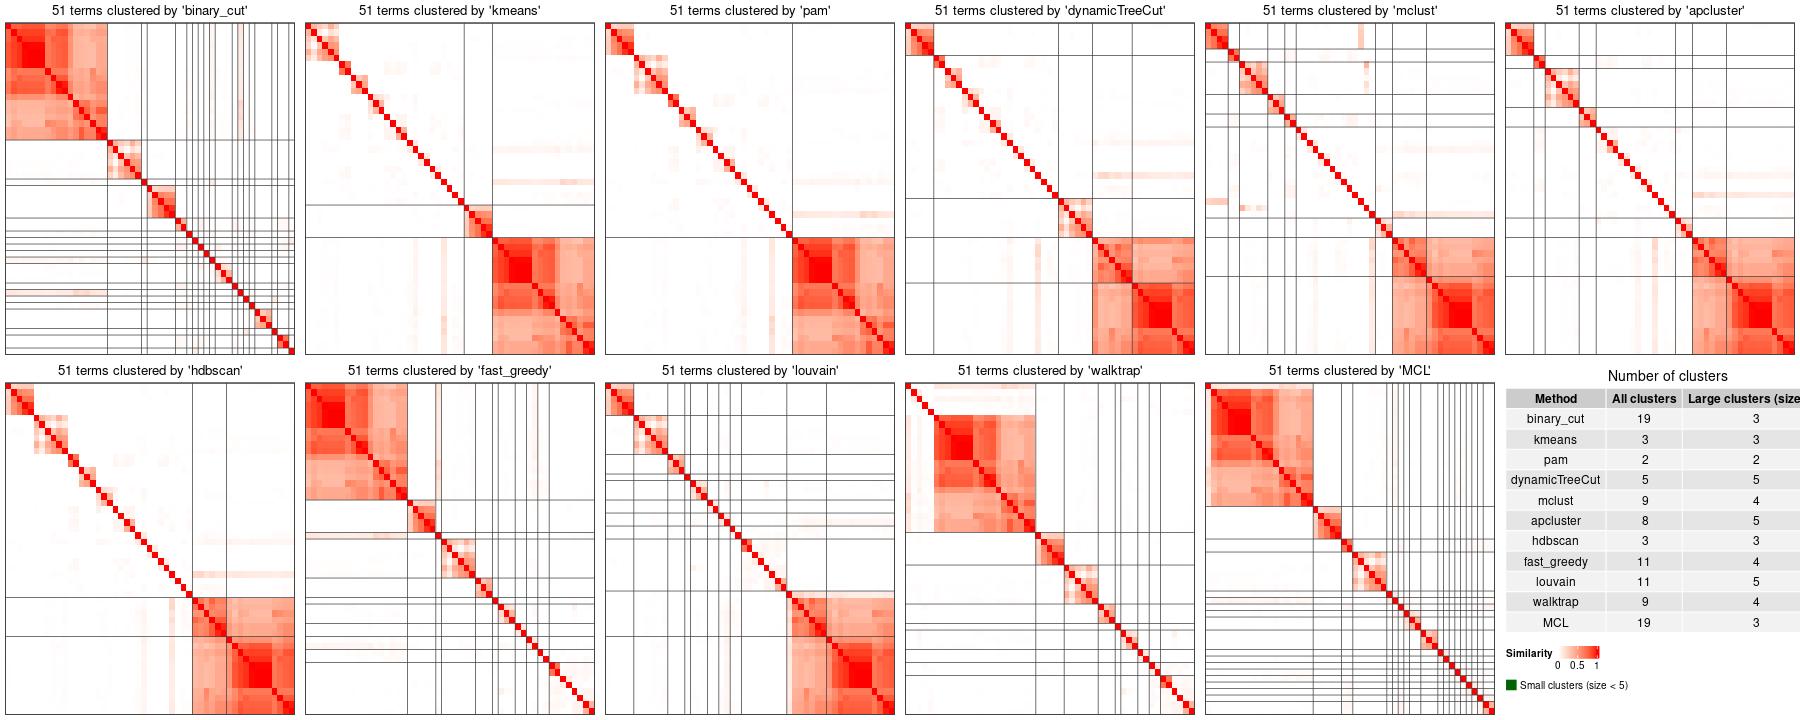 51 terms clustered by 'binary_cut'
51 terms clustered by 'kmeans'
51 terms clustered by 'pam'
51 terms clustered by 'dynamicTreeCut'
51 terms clustered by 'mclust'
51 terms clustered by 'apcluster'
51 terms clustered by 'hdbscan'
51 terms clustered by 'fast_greedy'
51 terms clustered by 'louvain'
51 terms clustered by 'walktrap'
51 terms clustered by 'MCL'
Number of clusters
Method All clusters Large clusters (size
binary_cut 19 3
kmeans 3 3
pam 2 2
dynamicTreeCut 5 5
mclust 9 4
apcluster 8 5
hdbscan 3 3
fast_greedy 11 4
louvain 11 5
walktrap 9 4
MCL 19 3
Similarity
0 0.5 1
Small clusters (size < 5)